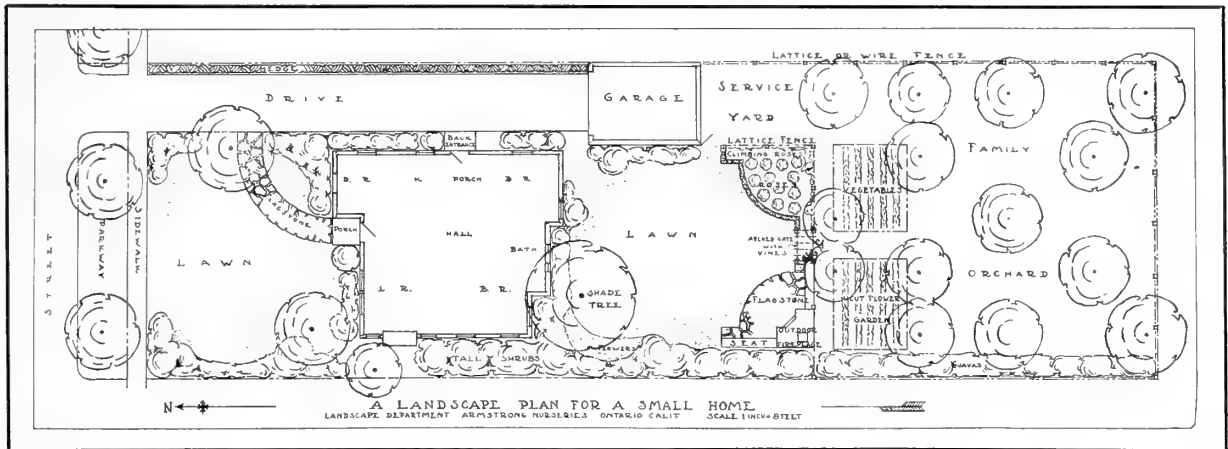 LATTICE OR WIRE FENCE
HEDGE
DRIVE
GARAGE
SERVICE
YARD
BACK
ENTRANCE
LATTICE FENCE
CLIMBING ROSES
ROSES
FAMILY
ORCHARD
VEGETABLES
D. R.
K
PORCH
B R
FLAGSTONE
PORCH
HALL
BATH
L. R.
B R.
LAWN
LAWN
ARCHED GATE
WITH
VINES
SHADE
TREE
FLAGSTONE
CUT FLOWER
GARDEN
SEAT
OUTDOOR
FIREPLACE
FLOWERS
TALL SHRUBS
GUAVAS
STREET
PARKWAY
SIDEWALK
N
A LANDSCAPE PLAN FOR A SMALL HOME
LANDSCAPE DEPARTMENT ARMSTRONG NURSERIES ONTARIO CALIF SCALE 1 INCH = 8 FEET